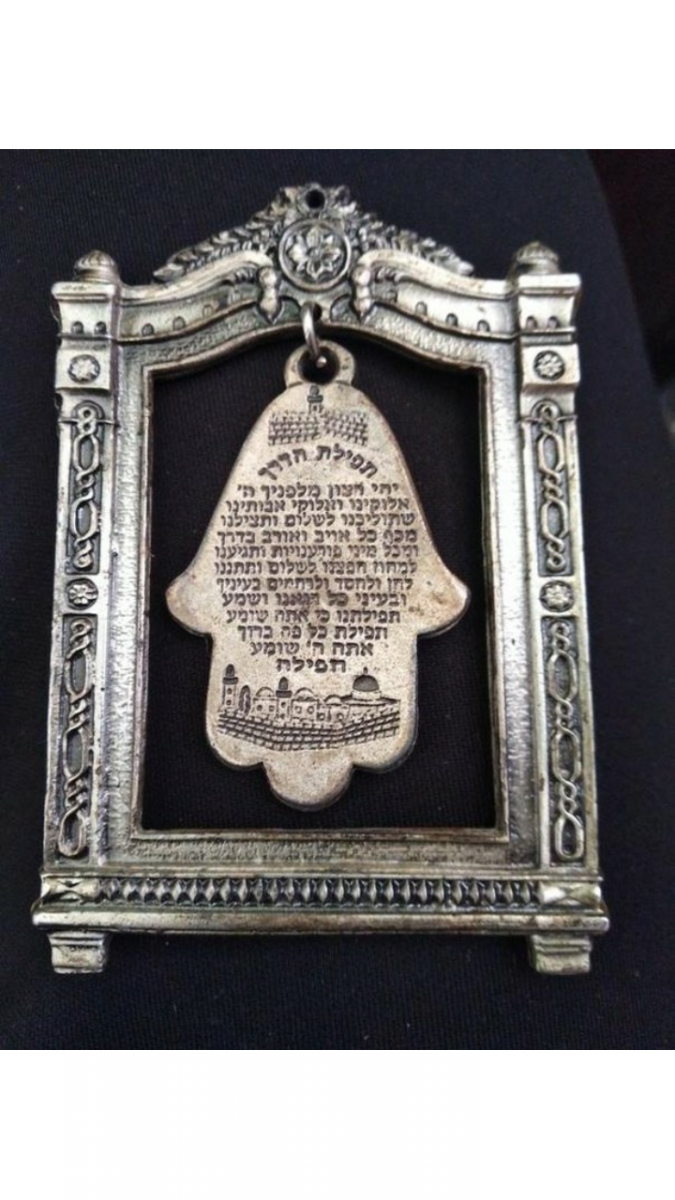 תפילת הדרך
יהי רצון מלפניך ה'
אלוקינו ואלוקי אבותינו
שתוליכנו לשלום ותצילנו
מכף כל אויב ואורב בדרך
ומכל מיני פורענויות ותגיענו
למחוז חפצנו לשלום ותתננו
לחן ולחסד ולרחמים בעיניך
ובעיני כל רואנו ושמע
תפילתנו כי אתה שומע
תפילת כל פה ברוך
אתה ה' שומע
תפילה